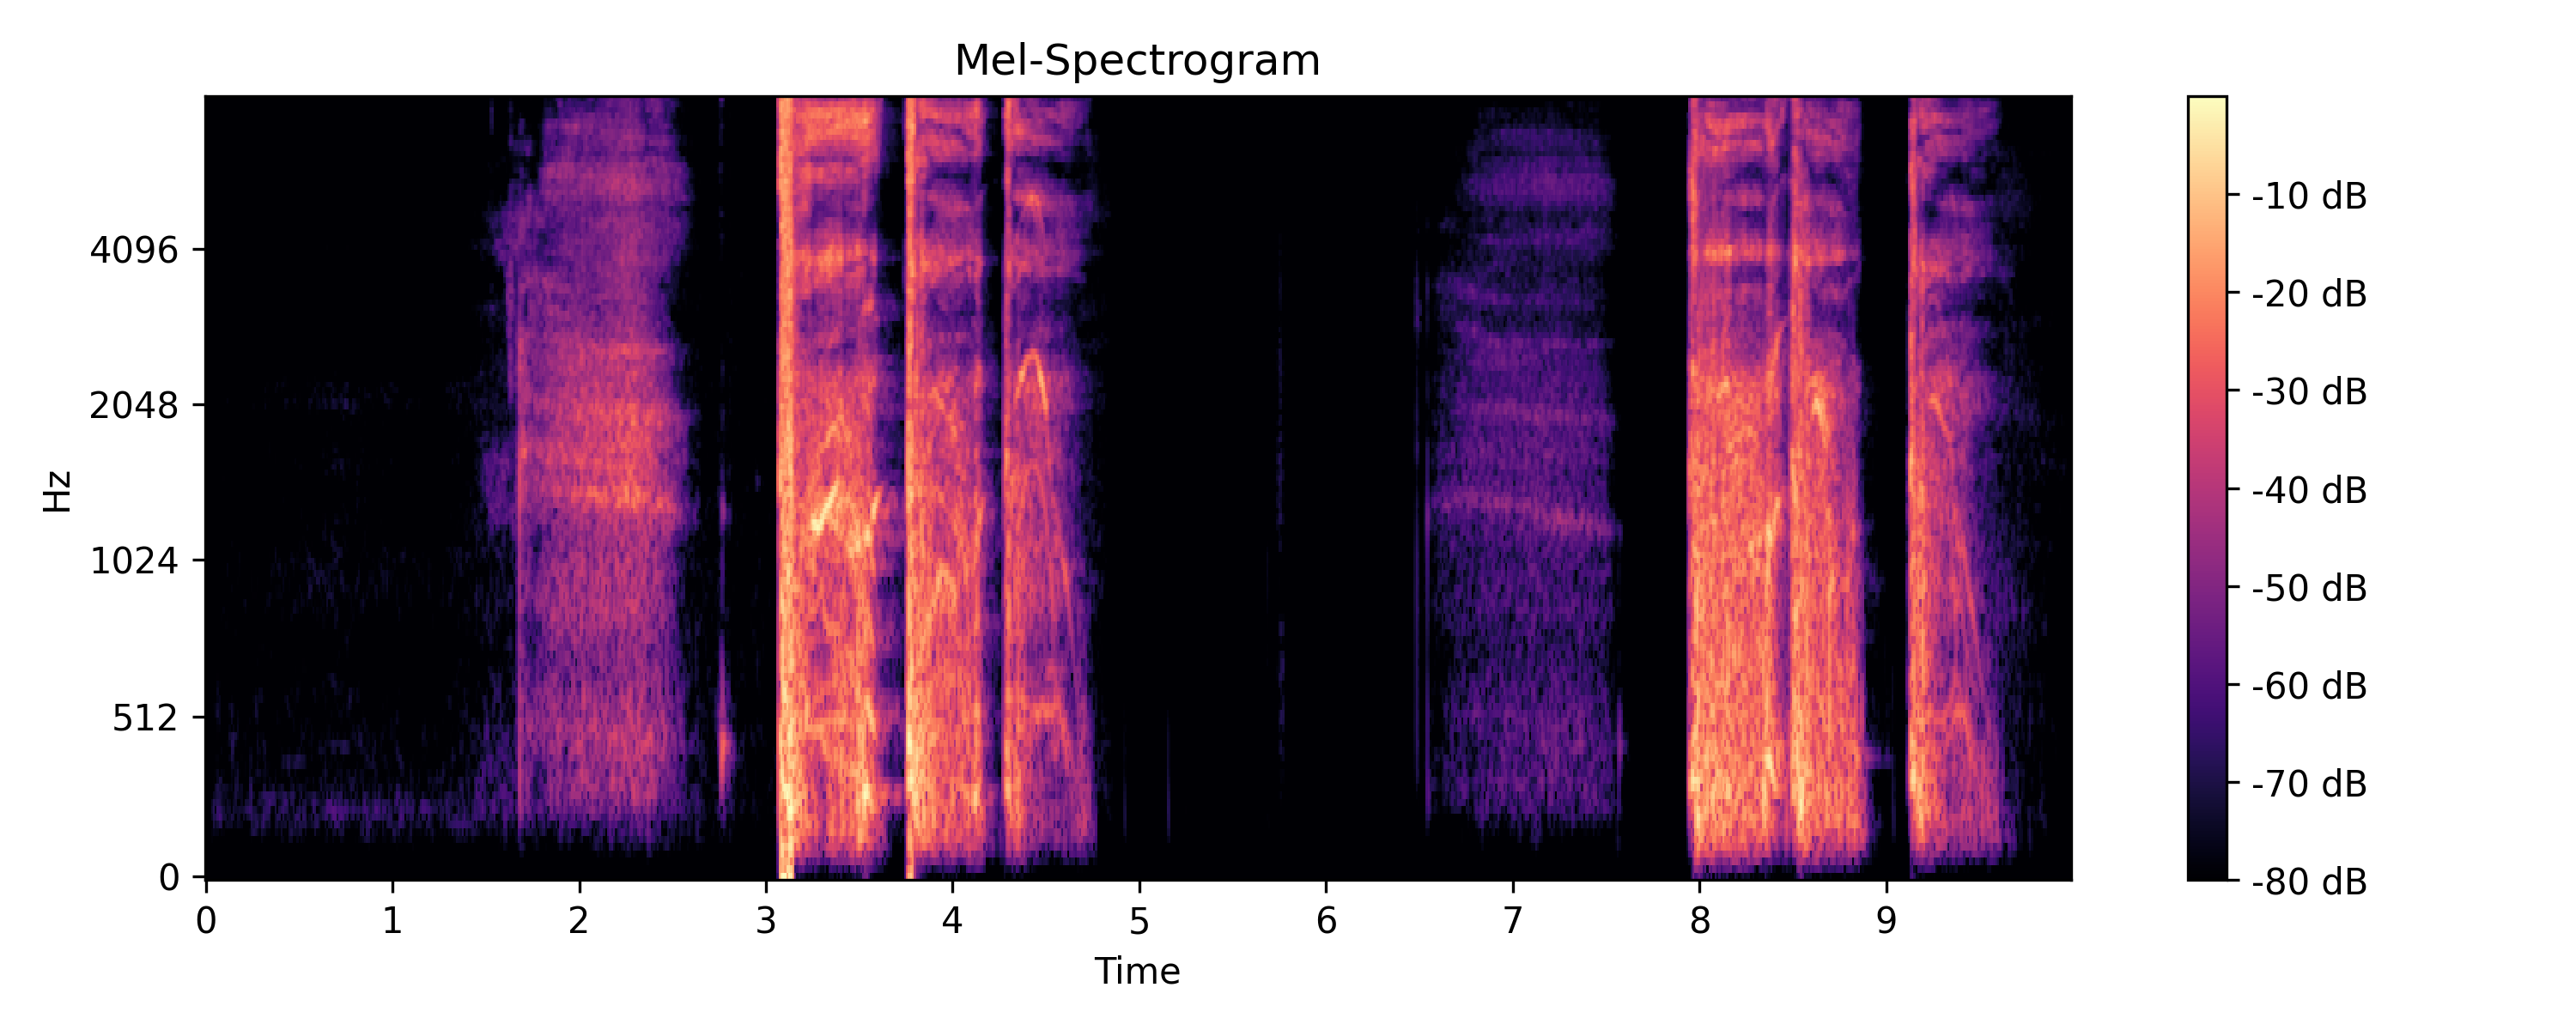 Mel-Spectrogram
Hz
4096
2048
1024
512
0
0 1 2 3 4 5 6 7 8 9
Time
-10 dB
-20 dB
-30 dB
-40 dB
-50 dB
-60 dB
-70 dB
-80 dB